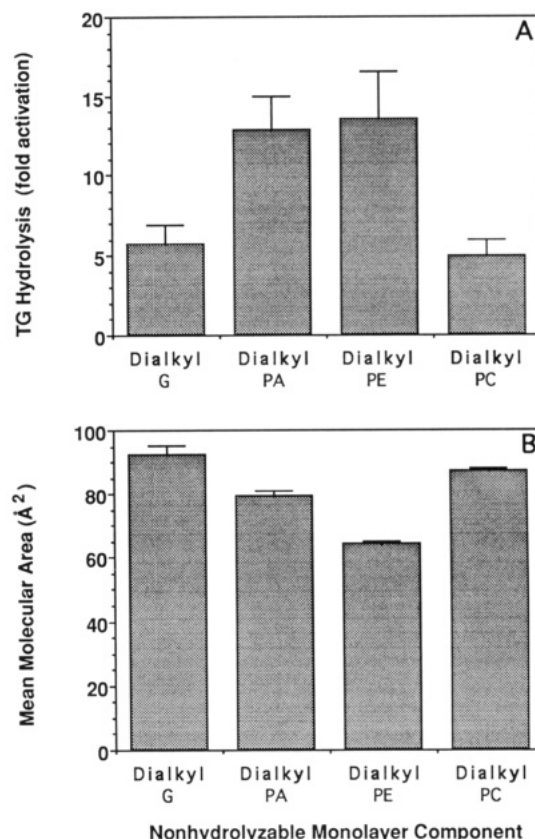 A
20
15
10
5
0
TG Hydrolysis (fold activation)
Dialkyl Dialkyl Dialkyl Dialkyl
G PA PE PC
B
100
80
60
40
20
0
Mean Molecular Area (Å²)
Dialkyl Dialkyl Dialkyl Dialkyl
G PA PE PC
Nonhydrolyzable Monolayer Component